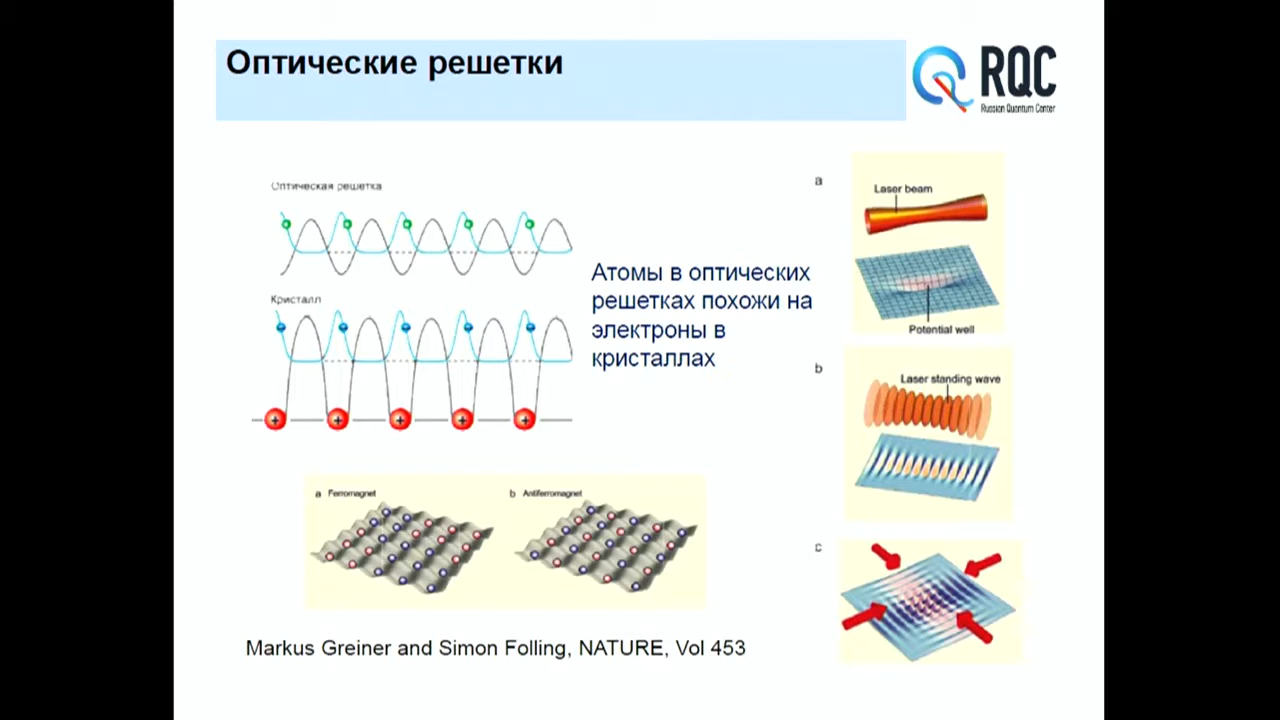 Оптические решетки
RQC
Russian Quantum Center
Оптическая решетка
Кристалл
+ + + + +
Атомы в оптических
решетках похожи на
электроны в
кристаллах
a
Laser beam
Potential well
b
Laser standing wave
c
a Ferromagnet
b Antiferromagnet
Markus Greiner and Simon Folling, NATURE, Vol 453